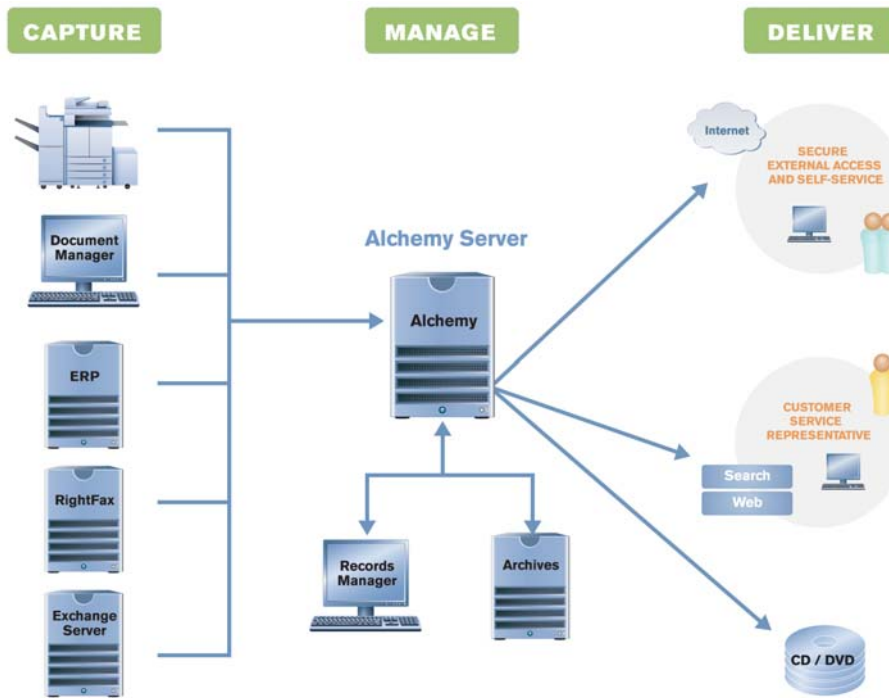 CAPTURE
MANAGE
DELIVER
Internet
SECURE
EXTERNAL ACCESS
AND SELF-SERVICE
Document
Manager
Alchemy Server
Alchemy
ERP
CUSTOMER
SERVICE
REPRESENTATIVE
Search
Web
RightFax
Records
Manager
Archives
Exchange
Server
CD / DVD